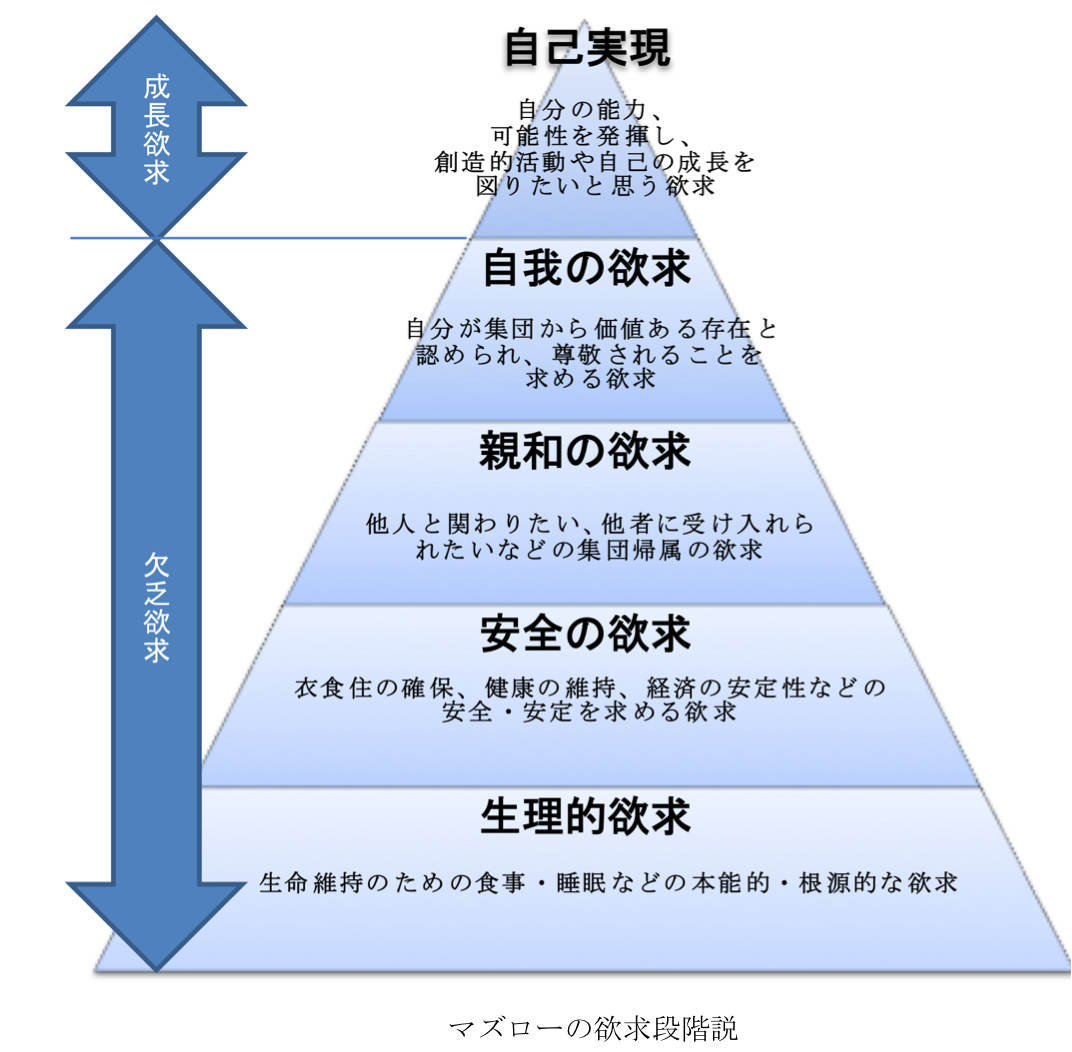 成長欲求
自己実現
自分の能力、
可能性を発揮し、
創造的活動や自己の成長を
図りたいと思う欲求
自我の欲求
自分が集団から価値ある存在と
認められ、尊敬されることを
求める欲求
親和の欲求
他人と関わりたい、他者に受け入れら
れたいなどの集団帰属の欲求
欠乏欲求
安全の欲求
衣食住の確保、健康の維持、経済の安定性などの
安全・安定を求める欲求
生理的欲求
生命維持のための食事・睡眠などの本能的・根源的な欲求
マズローの欲求段階説